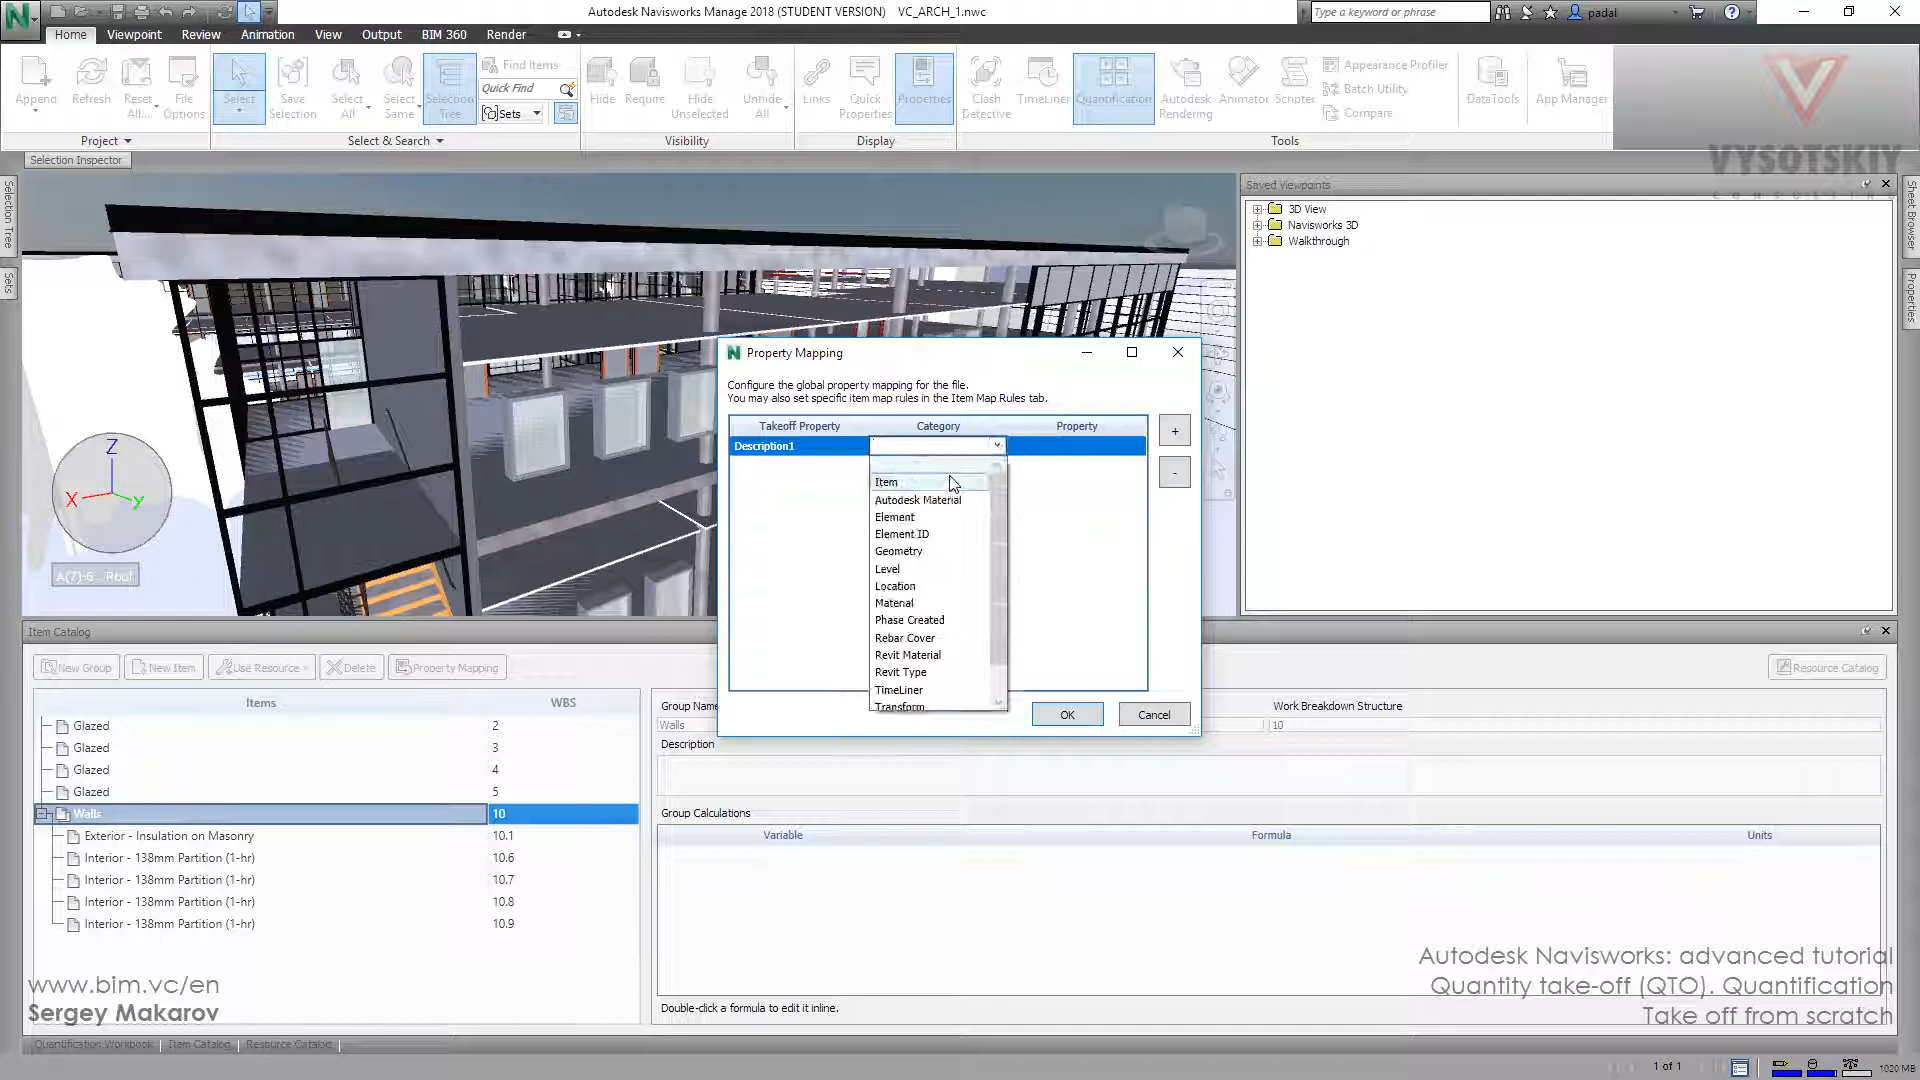 Autodesk Navisworks Manage 2018 (STUDENT VERSION) VC_ARCH_1.nwc
Type a keyword or phrase
padal
Home Viewpoint Review Animation View Output BIM 360 Render
Append
Refresh
Reset All...
File Options
Project
Select
Save Selection
Select All
Select Same
Selection Tree
Find Items
Quick Find
Sets
Select & Search
Hide
Require
Hide Unselected
Unhide All
Visibility
Links
Quick Properties
Properties
Display
Clash Detective
TimeLiner
Quantification
Autodesk Rendering
Animator
Scripter
Appearance Profiler
Batch Utility
Compare
DataTools
App Manager
Tools
VYSOTSKIY
Selection Inspector
Selection Tree
Sets
Saved Viewpoints
3D View
Navisworks 3D
Walkthrough
Sheet Browser
Properties
Z
X
Y
A(7)-6 : Roof
Property Mapping
Configure the global property mapping for the file.
You may also set specific item map rules in the Item Map Rules tab.
Takeoff Property Category Property
Description1
+
-
Item
Autodesk Material
Element
Element ID
Geometry
Level
Location
Material
Phase Created
Rebar Cover
Revit Material
Revit Type
TimeLiner
Transform
OK Cancel
Item Catalog
New Group New Item Use Resource Delete Property Mapping Resource Catalog
Items WBS
Glazed 2
Glazed 3
Glazed 4
Glazed 5
Walls 10
Exterior - Insulation on Masonry 10.1
Interior - 138mm Partition (1-hr) 10.6
Interior - 138mm Partition (1-hr) 10.7
Interior - 138mm Partition (1-hr) 10.8
Interior - 138mm Partition (1-hr) 10.9
Group Name
Walls
Work Breakdown Structure
10
Description
Group Calculations
Variable Formula Units
Double-click a formula to edit it inline.
www.bim.vc/en
Sergey Makarov
Autodesk Navisworks: advanced tutorial
Quantity take-off (QTO). Quantification
Take off from scratch
Quantification Workbook Item Catalog Resource Catalog
1 of 1
1020 MB